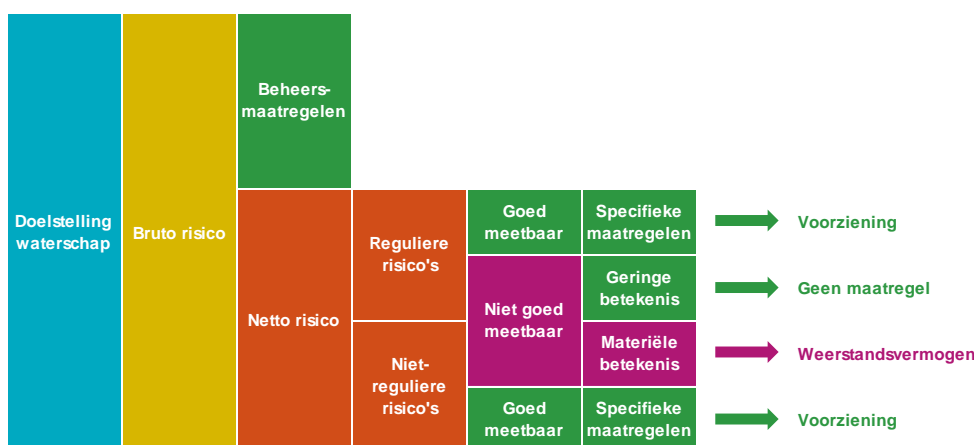 Doelstelling
waterschap
Bruto risico
Beheers-
maatregelen
Netto risico
Reguliere
risico's
Niet-
reguliere
risico's
Goed
meetbaar
Niet goed
meetbaar
Goed
meetbaar
Specifieke
maatregelen
Geringe
betekenis
Materiële
betekenis
Specifieke
maatregelen
Voorziening
Geen maatregel
Weerstandsvermogen
Voorziening